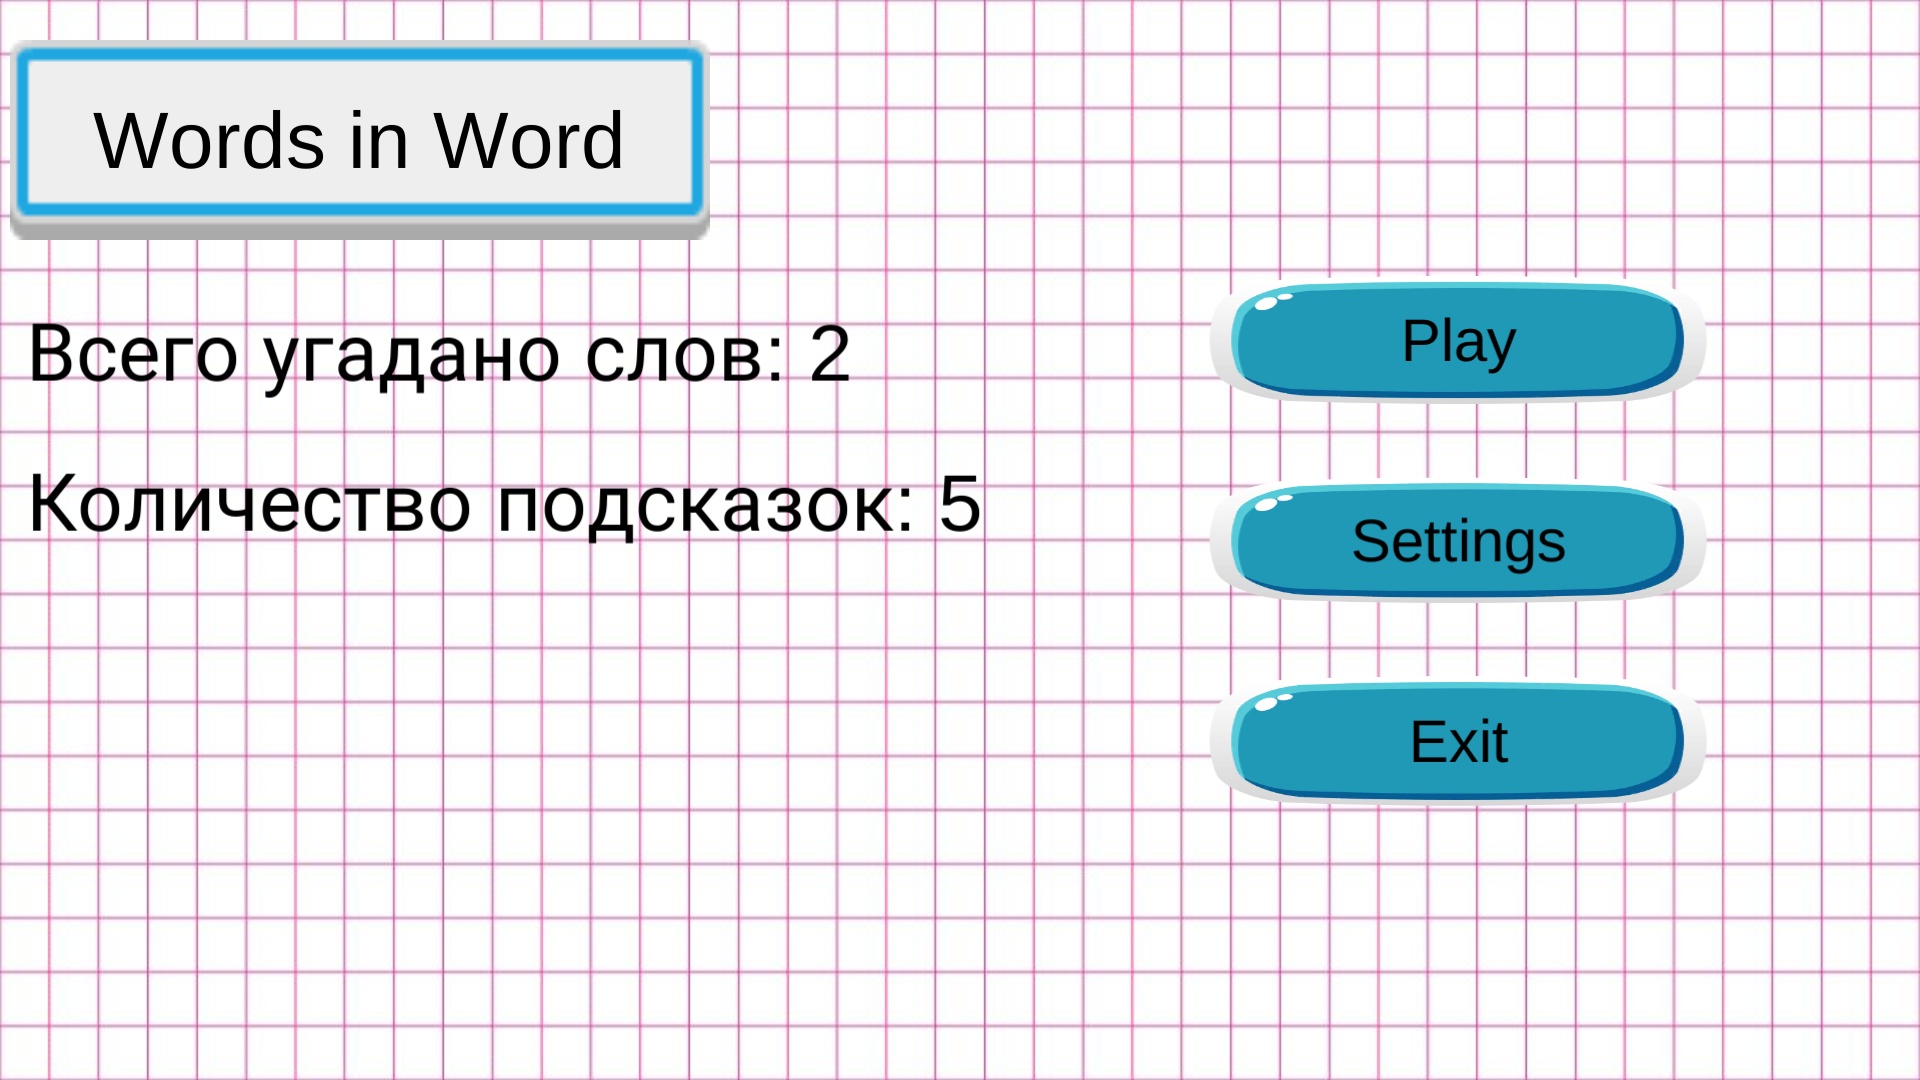 Words in Word
Всего угадано слов: 2
Количество подсказок: 5
Play
Settings
Exit